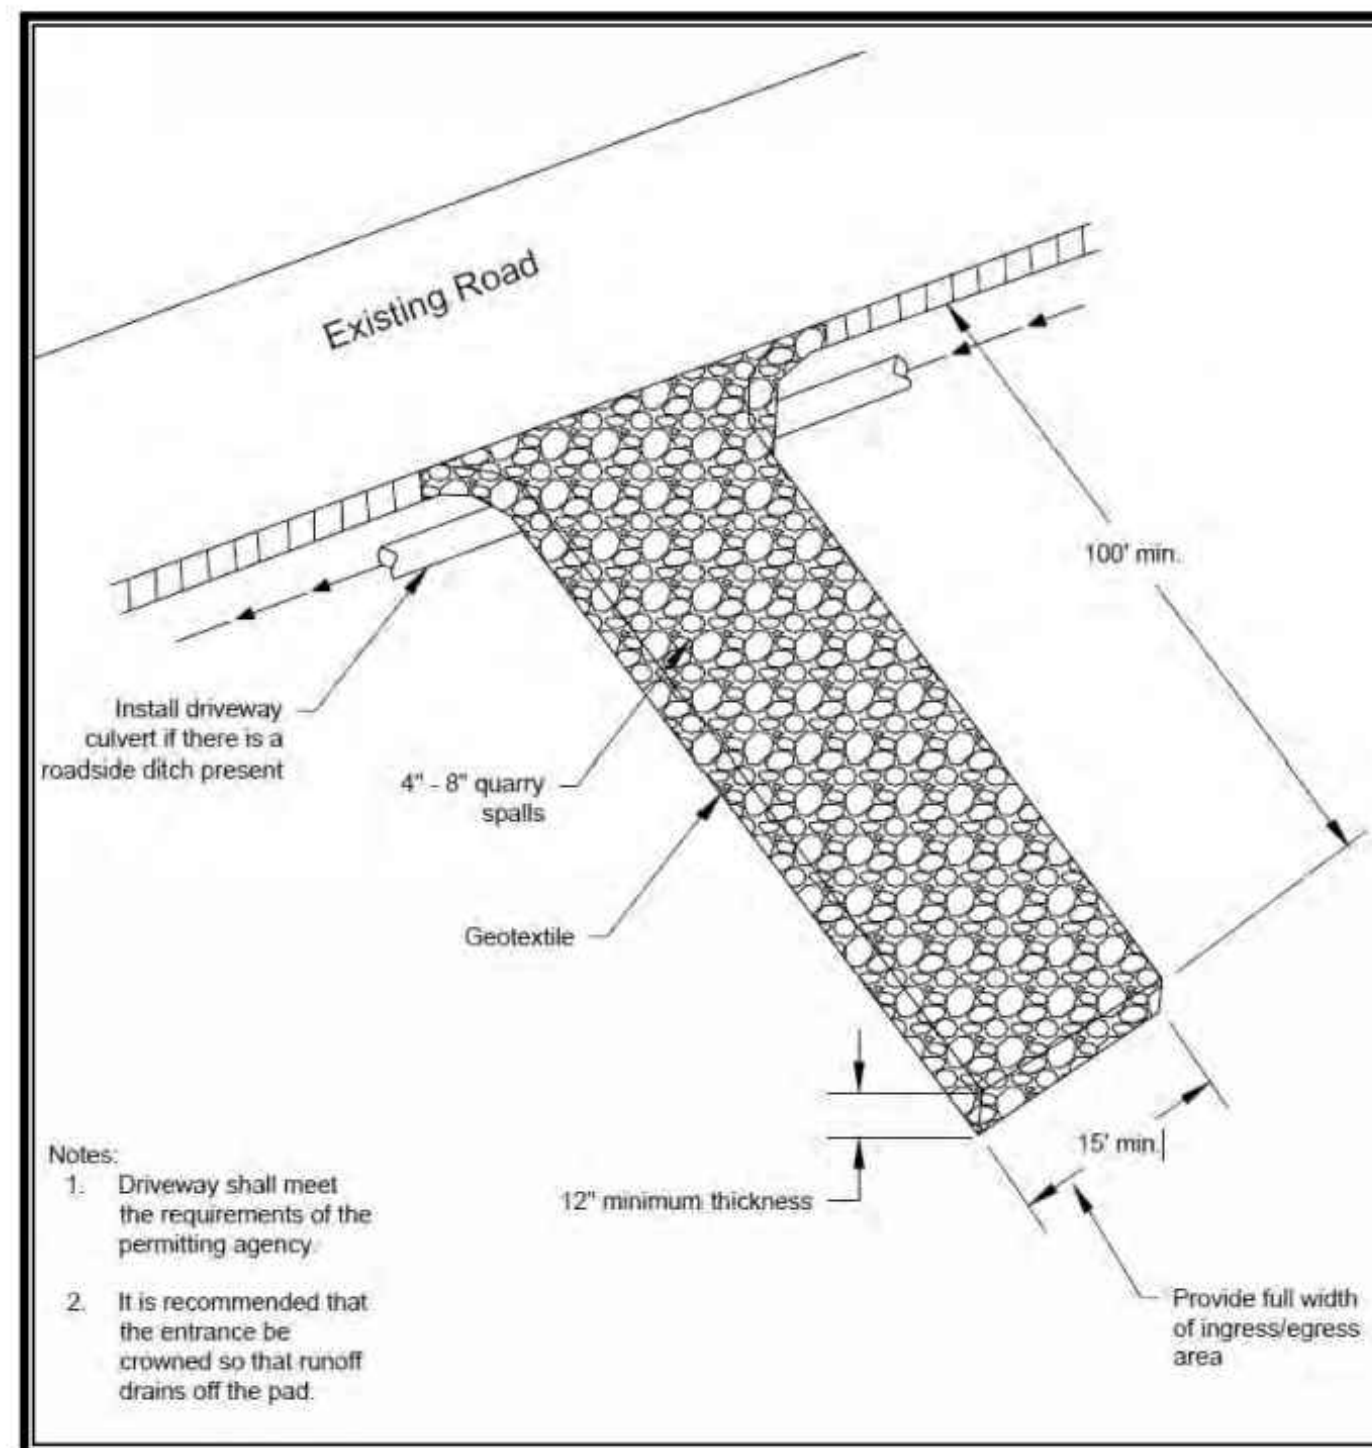 Existing Road
100' min.
Install driveway
culvert if there is a
roadside ditch present
4" - 8" quarry
spalls
Geotextile
12" minimum thickness
15' min.
Provide full width
of ingress/egress
area
Notes:
1. Driveway shall meet
the requirements of the
permitting agency.
2. It is recommended that
the entrance be
crowned so that runoff
drains off the pad.